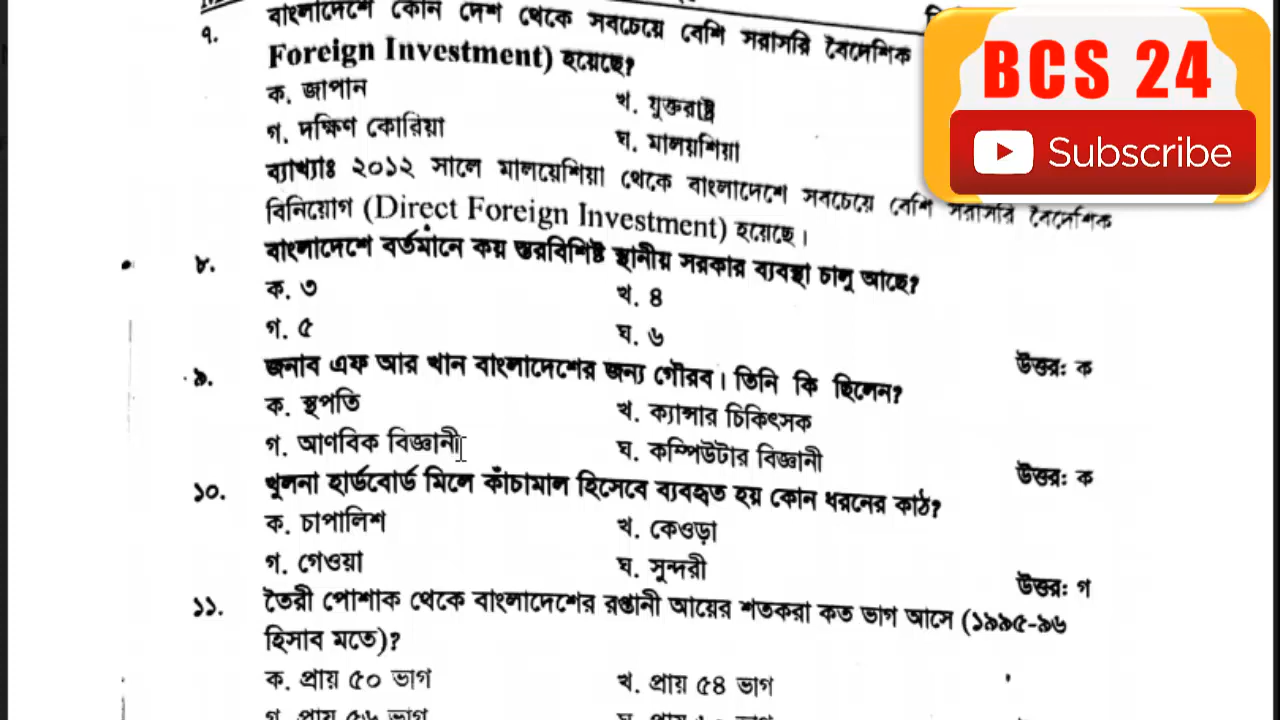 ৭. বাংলাদেশে কোন দেশ থেকে সবচেয়ে বেশি সরাসরি বৈদেশিক
Foreign Investment) হয়েছে?
ক. জাপান খ. যুক্তরাষ্ট্র
গ. দক্ষিণ কোরিয়া ঘ. মালয়শিয়া
ব্যাখ্যাঃ ২০১২ সালে মালয়েশিয়া থেকে বাংলাদেশে সবচেয়ে বেশি সরাসরি বৈদেশিক
বিনিয়োগ (Direct Foreign Investment) হয়েছে।
৮. বাংলাদেশে বর্তমানে কয় স্তরবিশিষ্ট স্থানীয় সরকার ব্যবস্থা চালু আছে?
ক. ৩ খ. ৪
গ. ৫ ঘ. ৬
উত্তর: ক
৯. জনাব এফ আর খান বাংলাদেশের জন্য গৌরব। তিনি কি ছিলেন?
ক. স্থপতি খ. ক্যান্সার চিকিৎসক
গ. আণবিক বিজ্ঞানী ঘ. কম্পিউটার বিজ্ঞানী
উত্তর: ক
১০. খুলনা হার্ডবোর্ড মিলে কাঁচামাল হিসেবে ব্যবহৃত হয় কোন ধরনের কাঠ?
ক. চাপালিশ খ. কেওড়া
গ. গেওয়া ঘ. সুন্দরী
উত্তর: গ
১১. তৈরী পোশাক থেকে বাংলাদেশের রপ্তানী আয়ের শতকরা কত ভাগ আসে (১৯৯৫-৯৬
হিসাব মতে)?
ক. প্রায় ৫০ ভাগ খ. প্রায় ৫৪ ভাগ
গ. প্রায় ৫৬ ভাগ ঘ. প্রায় ভাগ
BCS 24
Subscribe